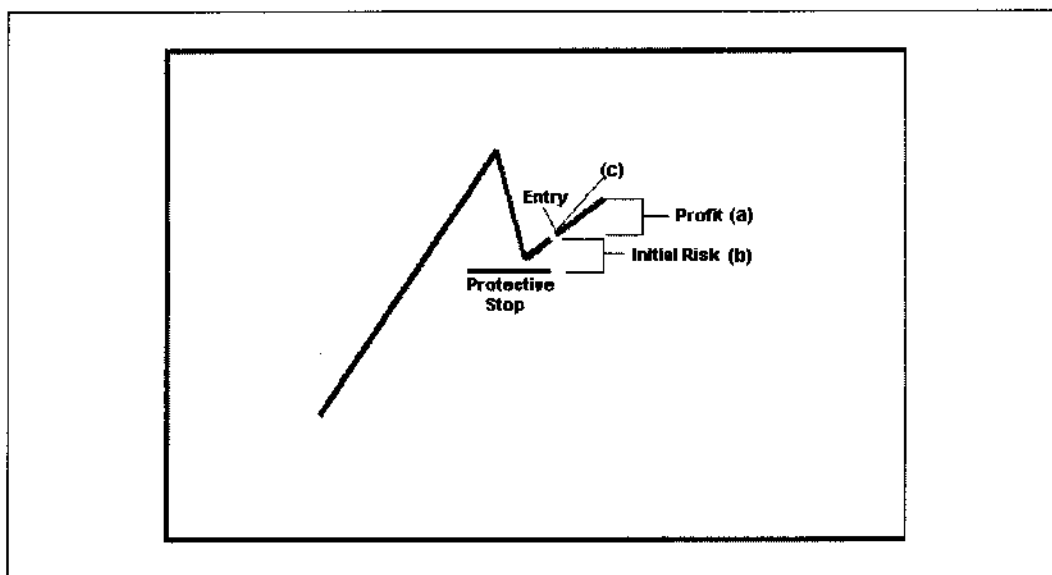 (c)
Entry
Profit (a)
Initial Risk (b)
Protective
Stop